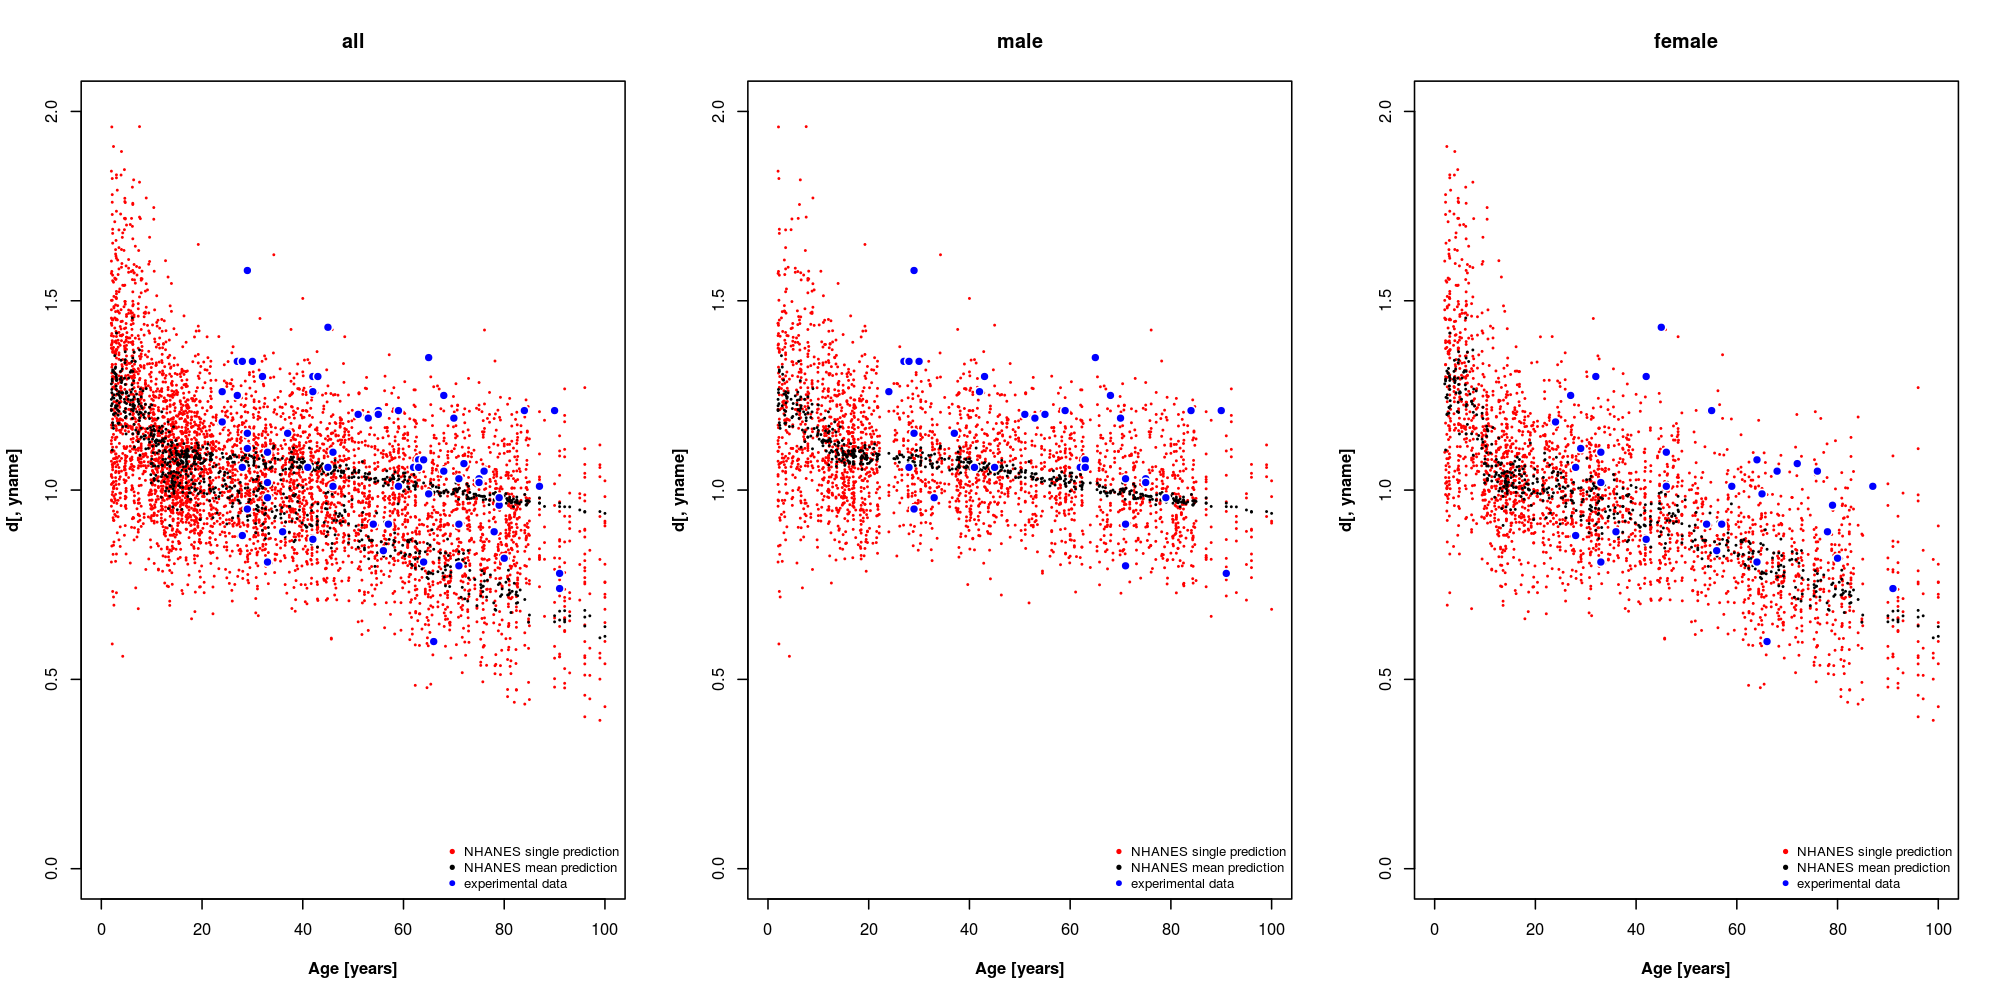 all
d[, yname]
2.0
1.5
1.0
0.5
0.0
NHANES single prediction
NHANES mean prediction
experimental data
0 20 40 60 80 100
Age [years]
male
d[, yname]
2.0
1.5
1.0
0.5
0.0
NHANES single prediction
NHANES mean prediction
experimental data
0 20 40 60 80 100
Age [years]
female
d[, yname]
2.0
1.5
1.0
0.5
0.0
NHANES single prediction
NHANES mean prediction
experimental data
0 20 40 60 80 100
Age [years]